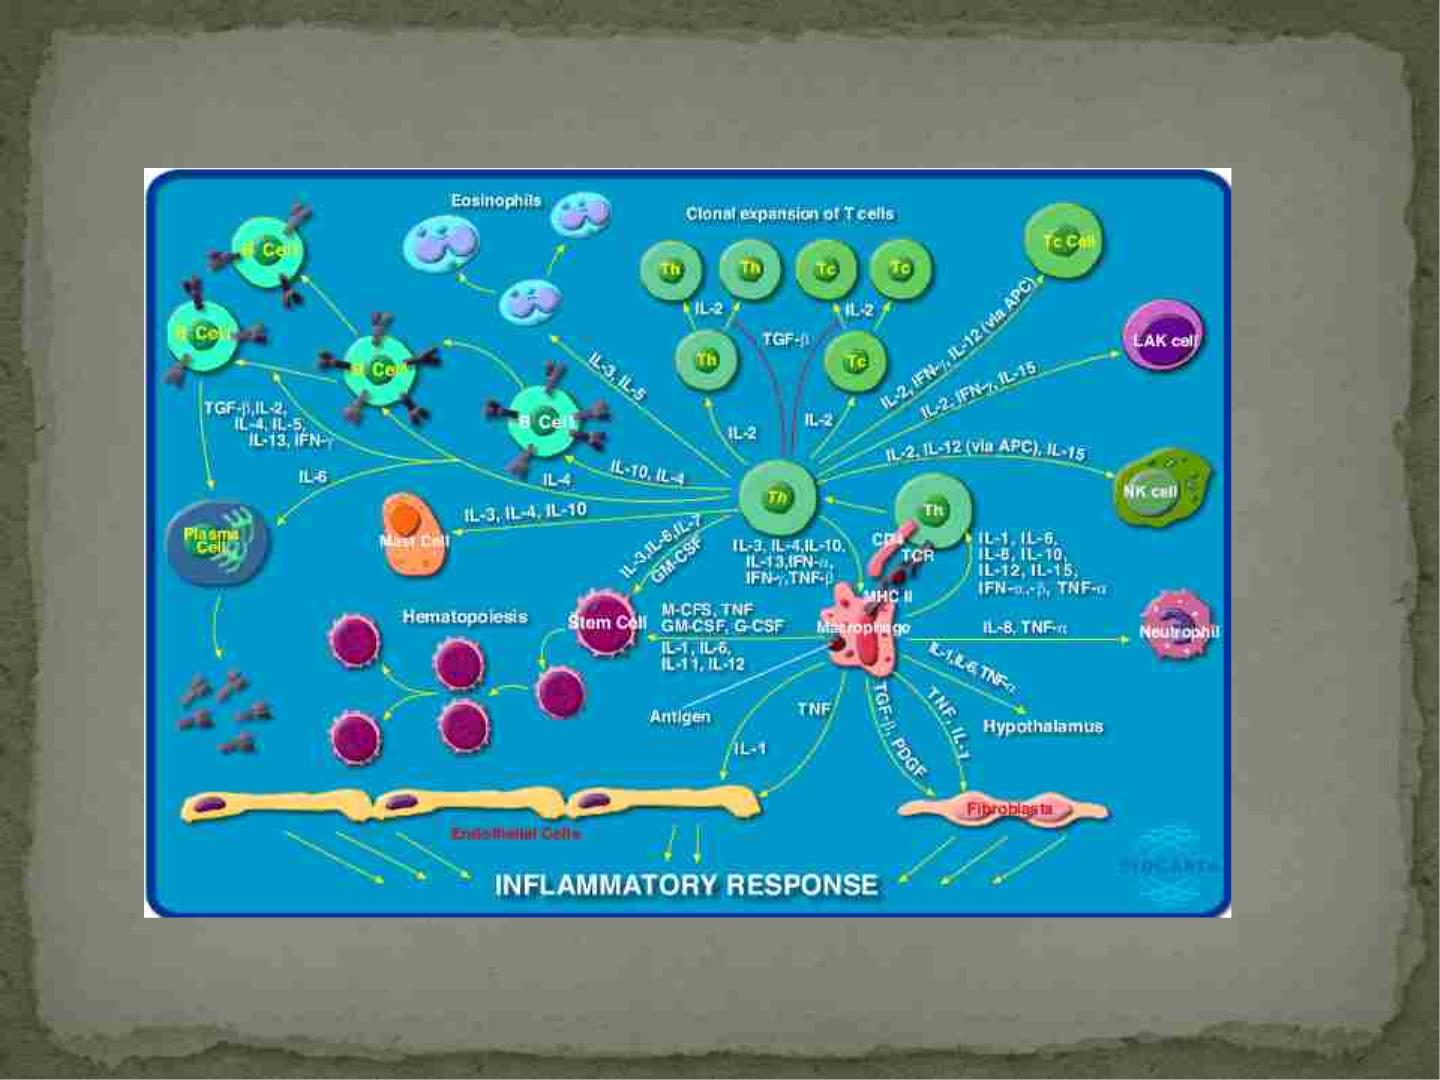 Eosinophils
Clonal expansion of T cells
B Cell
Tc Cell
Th
Th
Tc
Tc
IL-2
IL-2
B Cell
TGF-β
LAK cell
B Cell
Th
Tc
IL-3, IL-5
IL-2, IFN-γ, IL-12 (via APC)
IL-2, IFN-γ, IL-15
TGF-β,IL-2,
IL-4, IL-5,
IL-13, IFN-γ
B Cell
IL-2
IL-2
IL-2, IL-12 (via APC), IL-15
IL-6
IL-4
IL-10, IL-4
Th
NK cell
IL-3, IL-4, IL-10
Th
Plasma
Cell
Mast Cell
IL-3,IL-6,IL-7
GM-CSF
IL-3, IL-4,IL-10,
IL-13,IFN-α,
IFN-γ,TNF-β
CD4
TCR
MHC II
IL-1, IL-6,
IL-8, IL-10,
IL-12, IL-15,
IFN-α,-β, TNF-α
Hematopoiesis
Stem Cell
M-CFS, TNF
GM-CSF, G-CSF
IL-1, IL-6,
IL-11, IL-12
Macrophage
IL-8, TNF-α
Neutrophil
IL-1,IL-6,TNF-α
Antigen
TNF
IL-1
TGF-β, PDGF
TNF, IL-1
Hypothalamus
Endothelial Cells
Fibroblasts
INFLAMMATORY RESPONSE
BIOCARTA